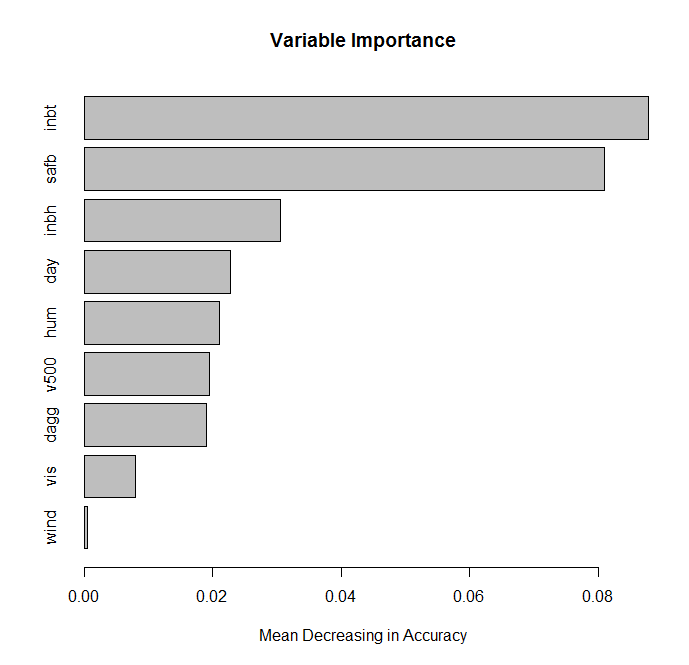 Variable Importance
inbt
safb
inbh
day
hum
v500
dagg
vis
wind
0.00 0.02 0.04 0.06 0.08
Mean Decreasing in Accuracy